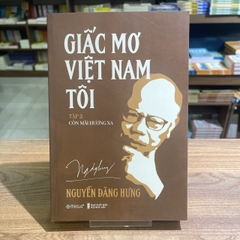 GIẤC MƠ
VIỆT NAM
TÔI
TẬP 2
CÒN MÃI HƯƠNG XA
NGUYỄN ĐĂNG HƯNG